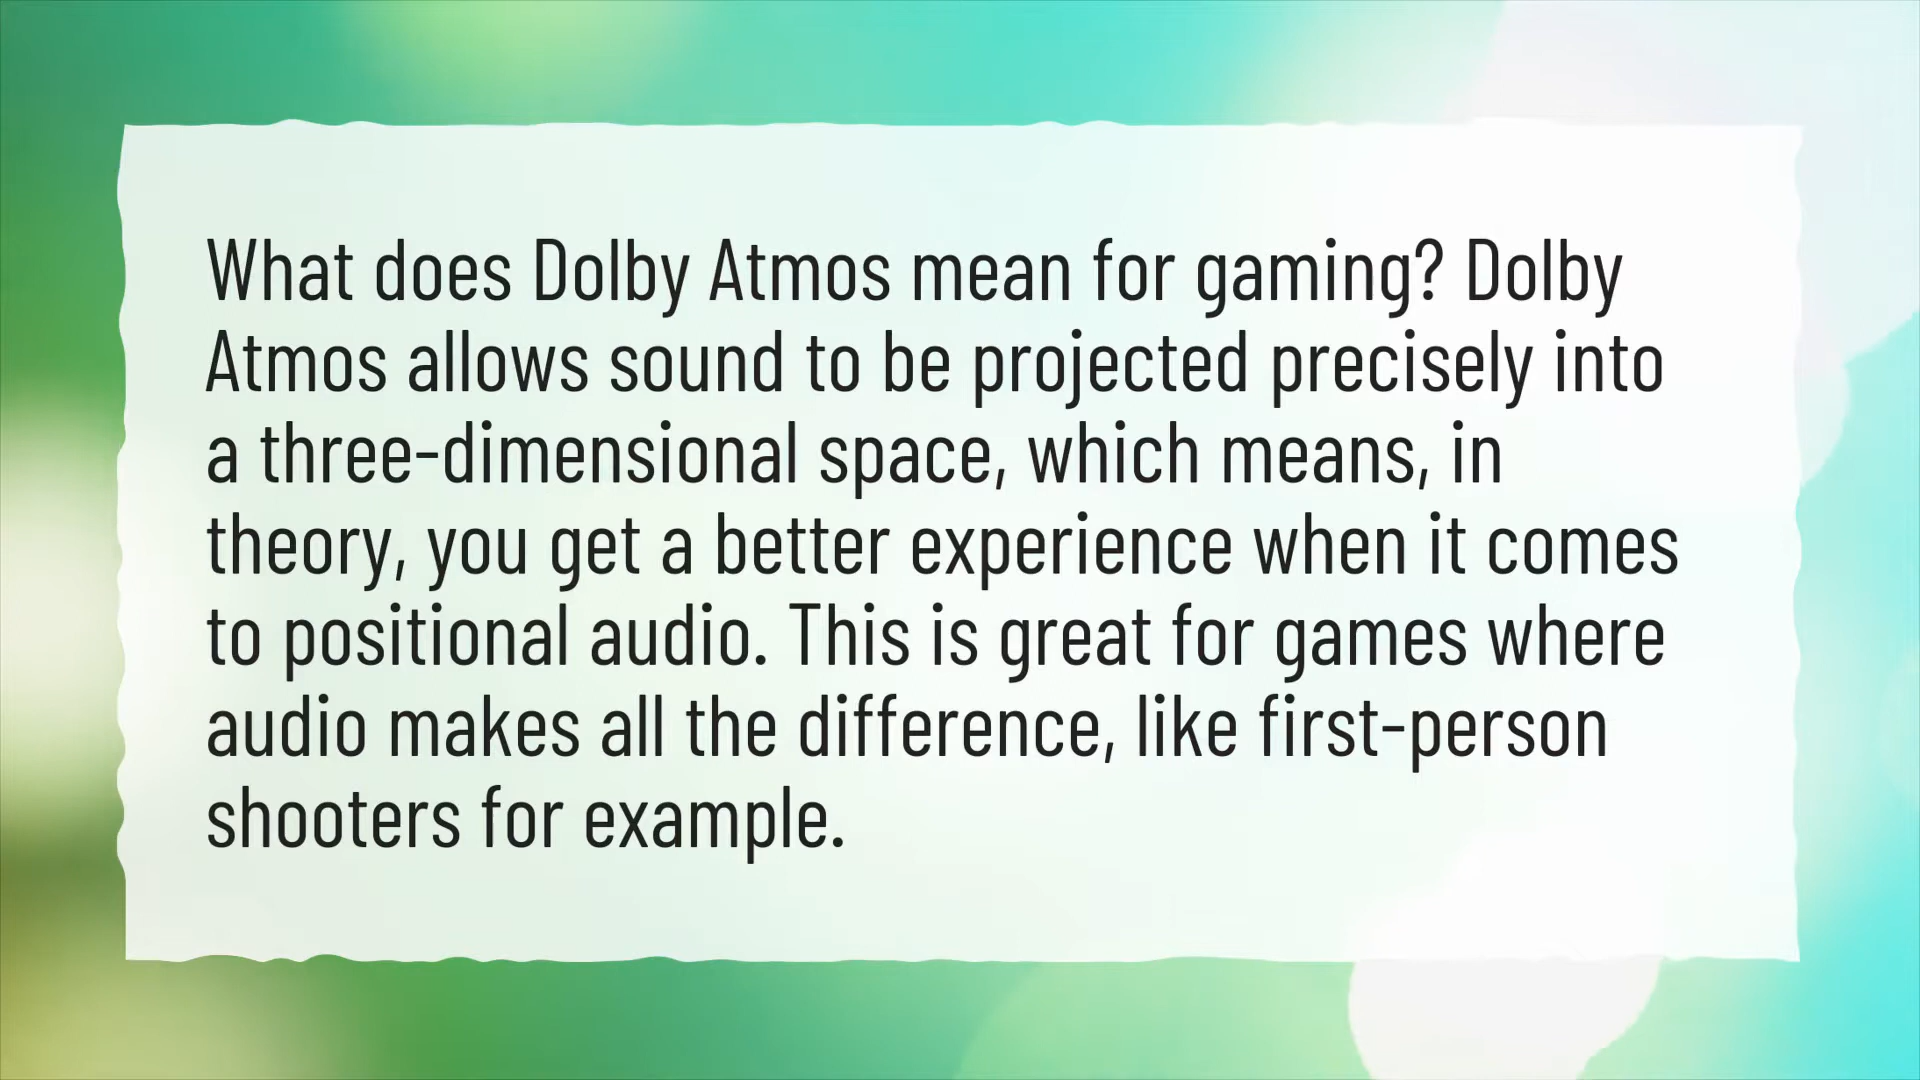 What does Dolby Atmos mean for gaming? Dolby
Atmos allows sound to be projected precisely into
a three-dimensional space, which means, in
theory, you get a better experience when it comes
to positional audio. This is great for games where
audio makes all the difference, like first-person
shooters for example.